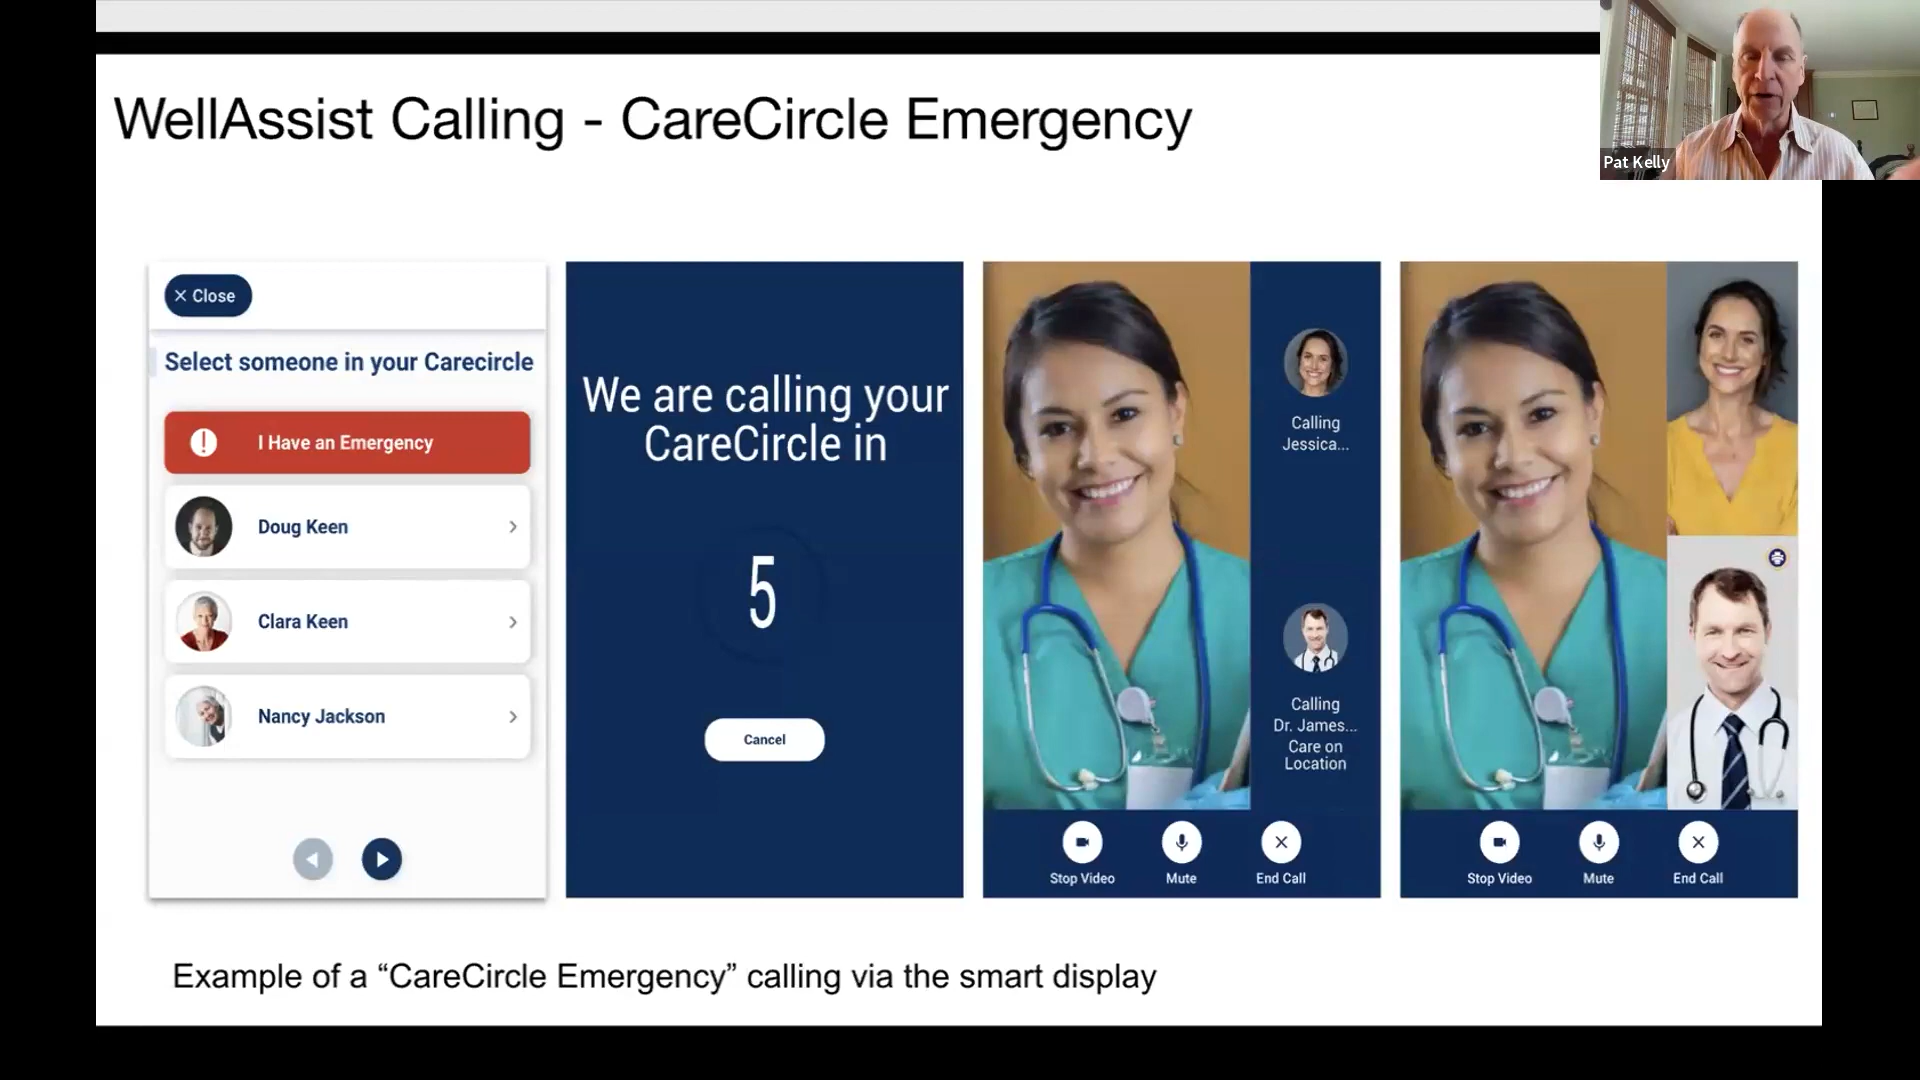 WellAssist Calling - CareCircle Emergency
Pat Kelly
Close
Select someone in your Carecircle
I Have an Emergency
Doug Keen
Clara Keen
Nancy Jackson
We are calling your
CareCircle in
5
Cancel
Calling
Jessica...
Calling
Dr. James...
Care on
Location
Stop Video
Mute
End Call
Stop Video
Mute
End Call
Example of a “CareCircle Emergency” calling via the smart display